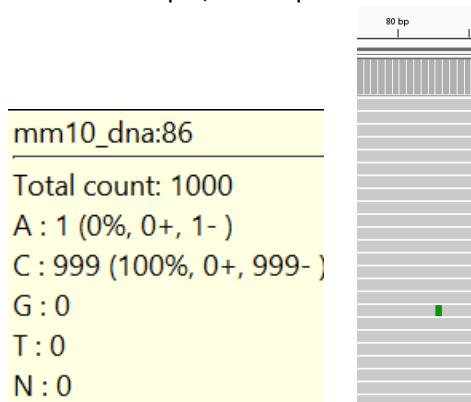 80 bp
mm10_dna:86
Total count: 1000
A : 1 (0%, 0+, 1- )
C : 999 (100%, 0+, 999- )
G : 0
T : 0
N : 0